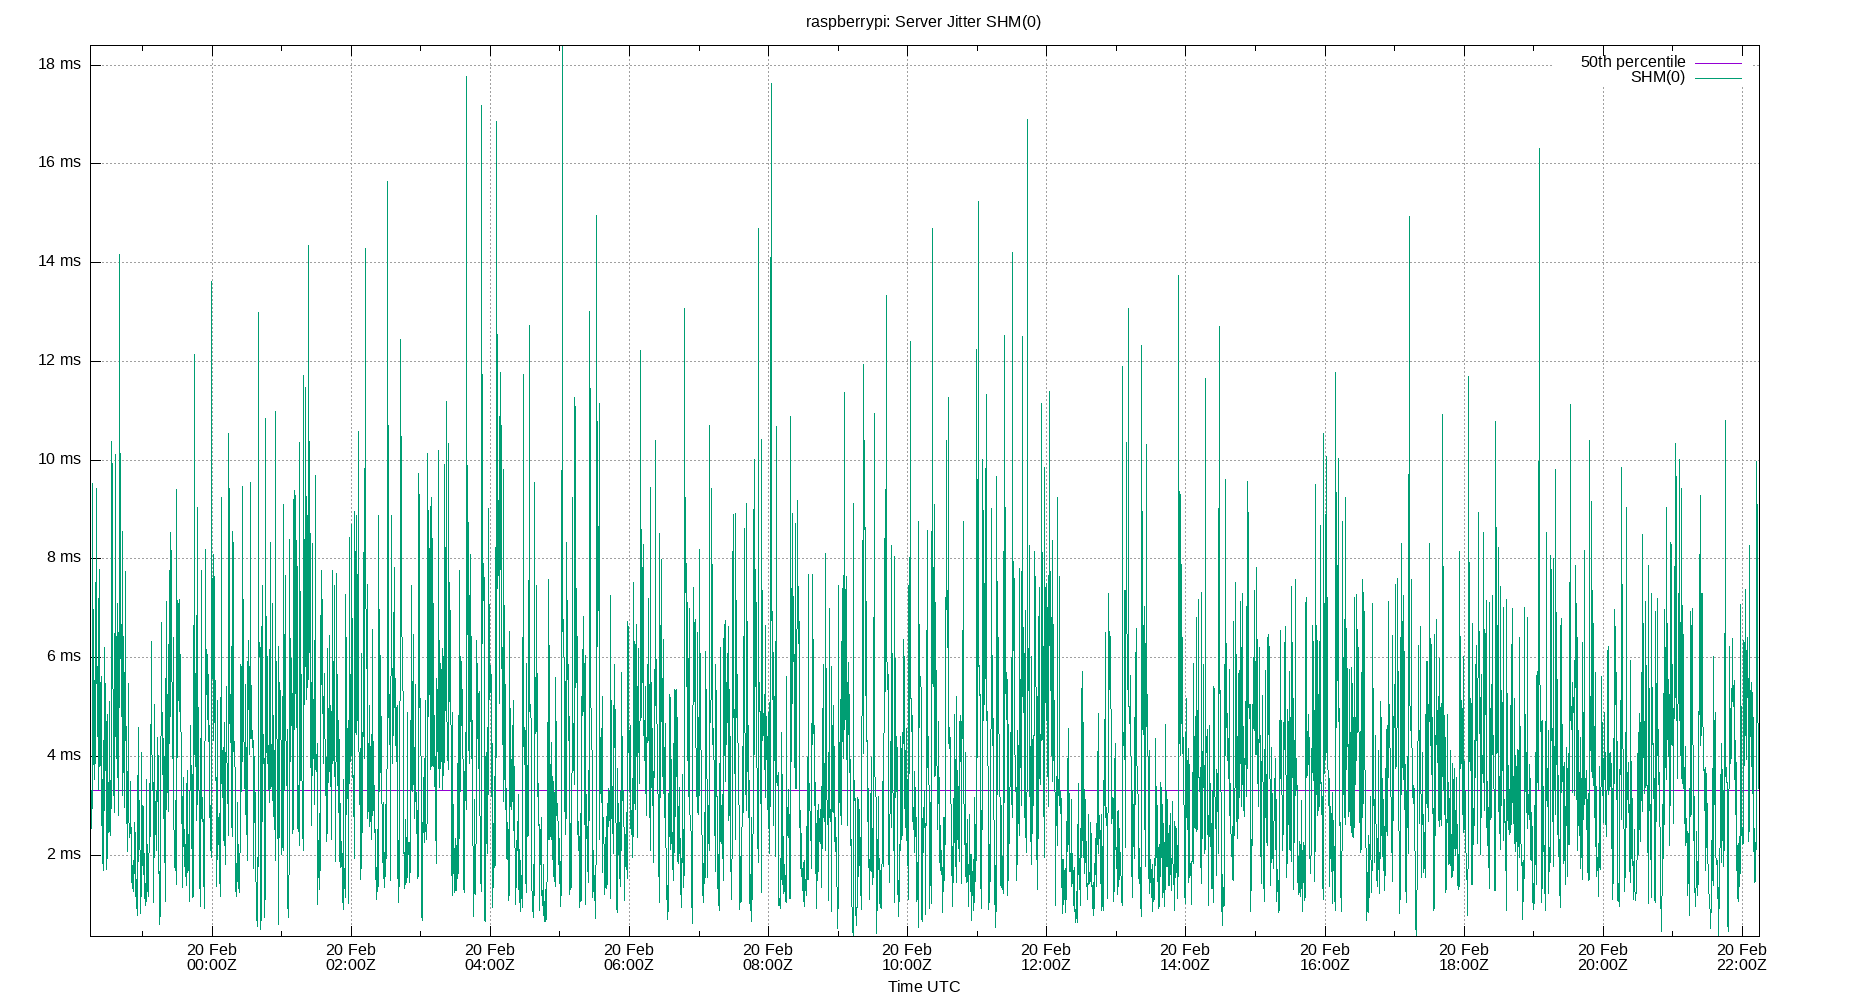 raspberrypi: Server Jitter SHM(0)
50th percentile
SHM(0)
18 ms
16 ms
14 ms
12 ms
10 ms
8 ms
6 ms
4 ms
2 ms
20 Feb 20 Feb 20 Feb 20 Feb 20 Feb 20 Feb 20 Feb 20 Feb 20 Feb 20 Feb 20 Feb 20 Feb
00:00Z 02:00Z 04:00Z 06:00Z 08:00Z 10:00Z 12:00Z 14:00Z 16:00Z 18:00Z 20:00Z 22:00Z
Time UTC